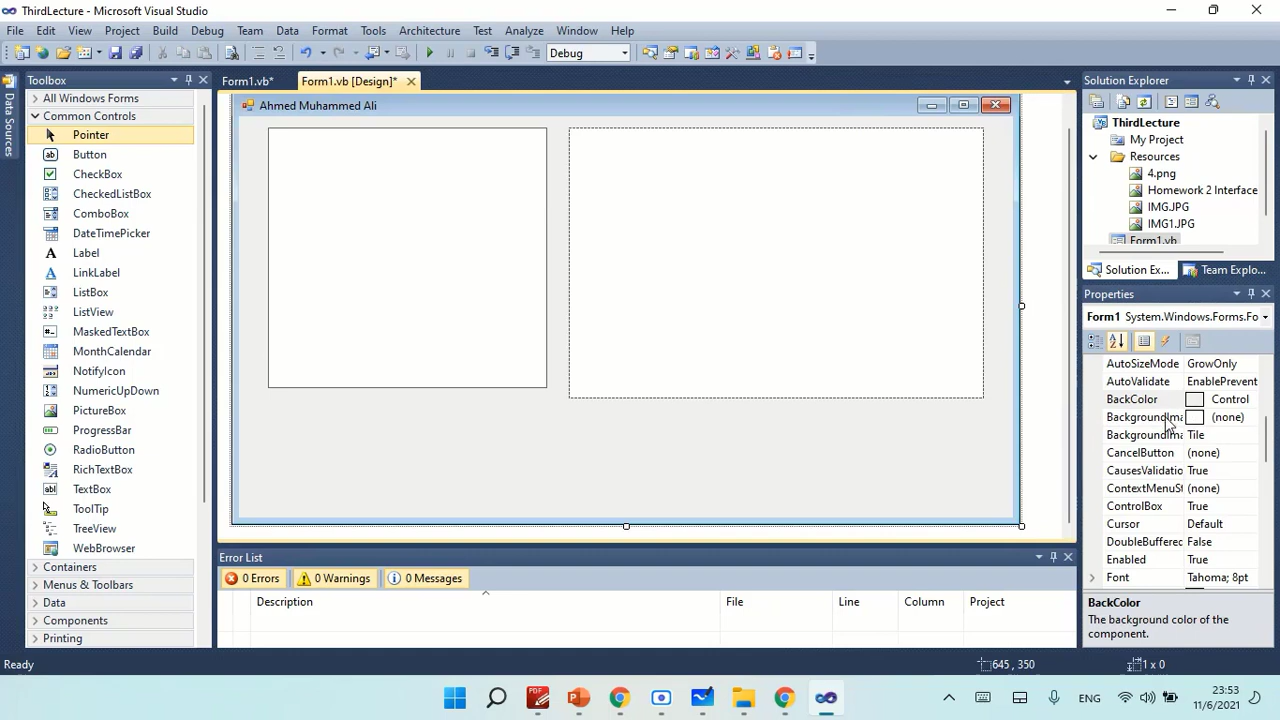 ThirdLecture - Microsoft Visual Studio
File Edit View Project Build Debug Team Data Format Tools Architecture Test Analyze Window Help
Debug
Data Sources
Toolbox
All Windows Forms
Common Controls
Pointer
Button
CheckBox
CheckedListBox
ComboBox
DateTimePicker
Label
LinkLabel
ListBox
ListView
MaskedTextBox
MonthCalendar
NotifyIcon
NumericUpDown
PictureBox
ProgressBar
RadioButton
RichTextBox
TextBox
ToolTip
TreeView
WebBrowser
Containers
Menus & Toolbars
Data
Components
Printing
Form1.vb* Form1.vb [Design]*
Ahmed Muhammed Ali
Error List
0 Errors 0 Warnings 0 Messages
Description File Line Column Project
Solution Explorer
ThirdLecture
My Project
Resources
4.png
Homework 2 Interface
IMG.JPG
IMG1.JPG
Form1.vb
Solution Ex... Team Explo...
Properties
Form1 System.Windows.Forms.Fo
AutoSizeMode GrowOnly
AutoValidate EnablePrevent
BackColor Control
BackgroundIma (none)
BackgroundIma Tile
CancelButton (none)
CausesValidatio True
ContextMenuSt (none)
ControlBox True
Cursor Default
DoubleBuffered False
Enabled True
Font Tahoma; 8pt
BackColor
The background color of the
component.
Ready 645 , 350 1 x 0
ENG 23:53
11/6/2021